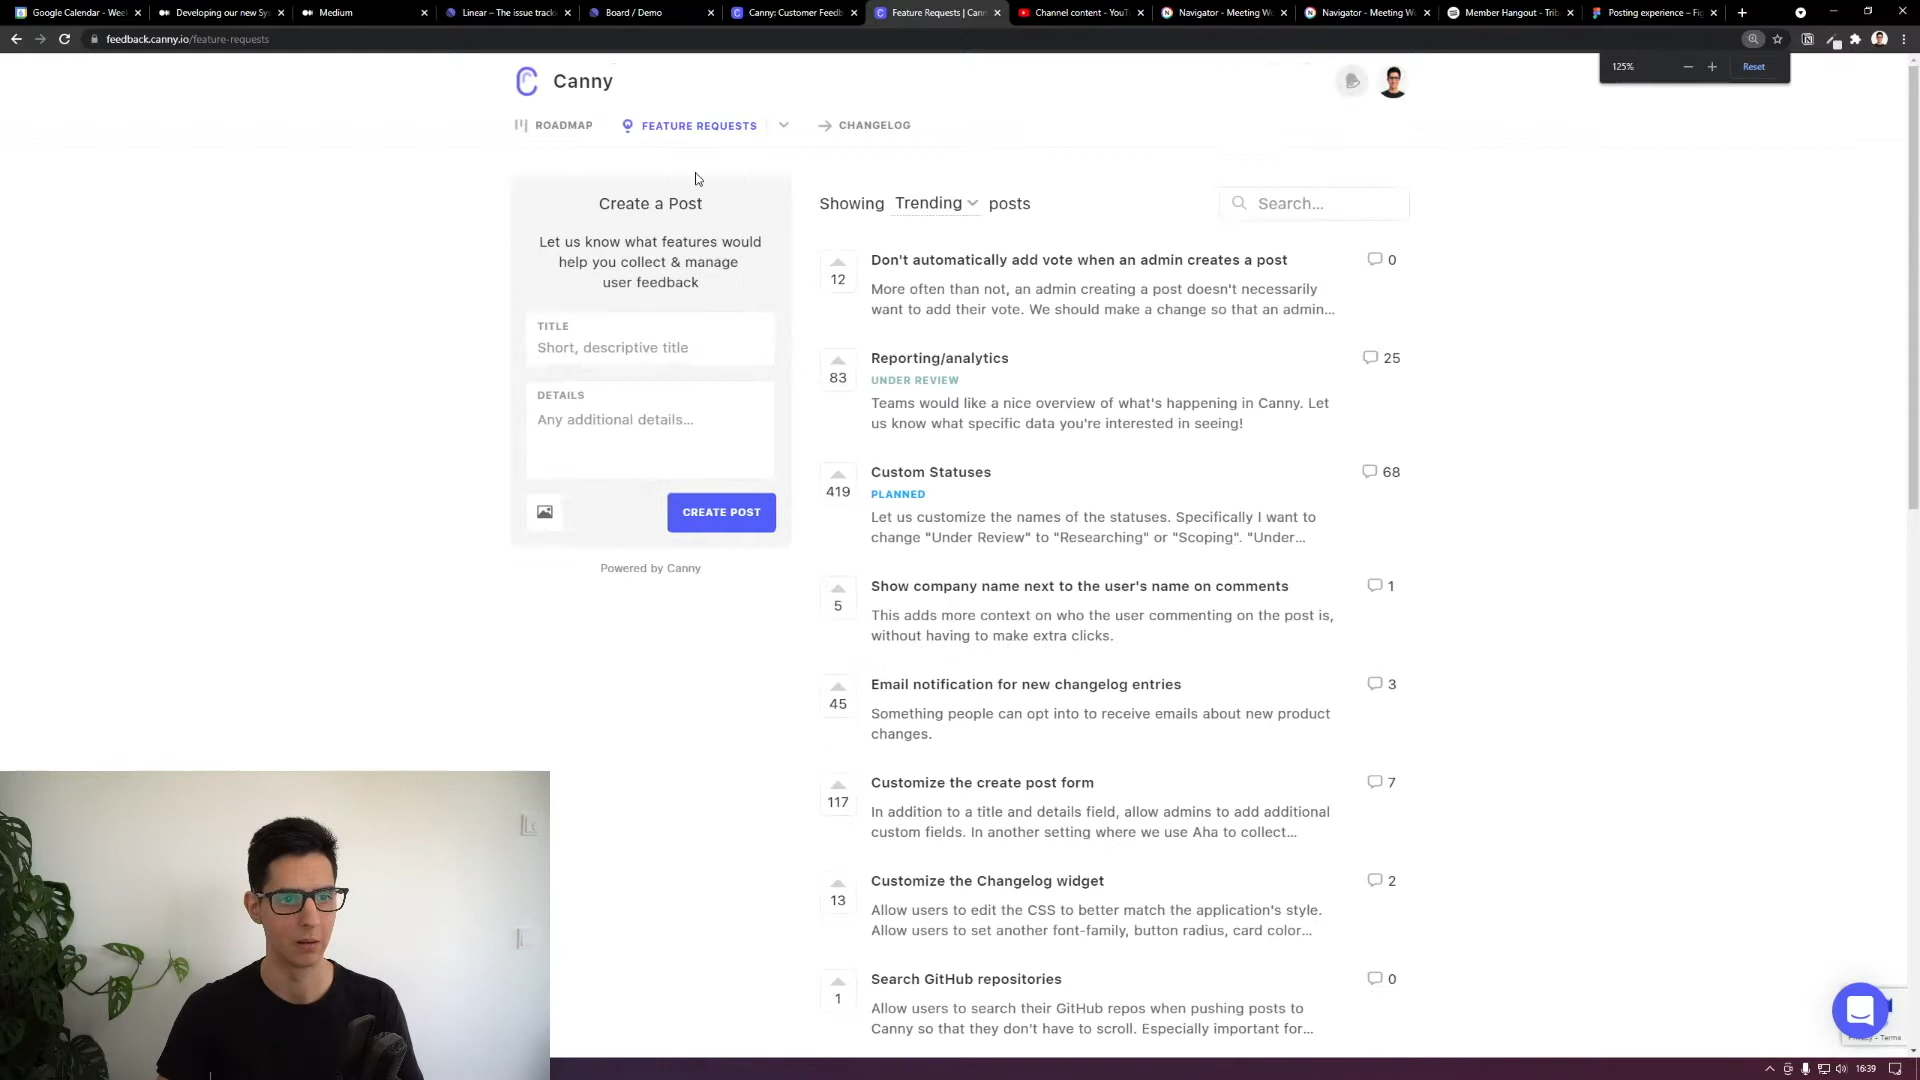 Google Calendar - Wee
Developing our new Sy
Medium
Linear – The issue track
Board / Demo
Canny: Customer Feedb
Feature Requests | Cann
Channel content - YouT
Navigator - Meeting W
Navigator - Meeting W
Member Hangout - Trib
Posting experience – Fig
feedback.canny.io/feature-requests
125%
Reset
Canny
ROADMAP
FEATURE REQUESTS
CHANGELOG
Create a Post
Let us know what features would
help you collect & manage
user feedback
TITLE
Short, descriptive title
DETAILS
Any additional details...
CREATE POST
Powered by Canny
Showing Trending posts
Search...
12
Don't automatically add vote when an admin creates a post
0
More often than not, an admin creating a post doesn't necessarily
want to add their vote. We should make a change so that an admin...
83
Reporting/analytics
25
UNDER REVIEW
Teams would like a nice overview of what's happening in Canny. Let
us know what specific data you're interested in seeing!
419
Custom Statuses
68
PLANNED
Let us customize the names of the statuses. Specifically I want to
change "Under Review" to "Researching" or "Scoping". "Under...
5
Show company name next to the user's name on comments
1
This adds more context on who the user commenting on the post is,
without having to make extra clicks.
45
Email notification for new changelog entries
3
Something people can opt into to receive emails about new product
changes.
117
Customize the create post form
7
In addition to a title and details field, allow admins to add additional
custom fields. In another setting where we use Aha to collect...
13
Customize the Changelog widget
2
Allow users to edit the CSS to better match the application's style.
Allow users to set another font-family, button radius, card color...
1
Search GitHub repositories
0
Allow users to search their GitHub repos when pushing posts to
Canny so that they don't have to scroll. Especially important for...
Privacy - Terms
16:39